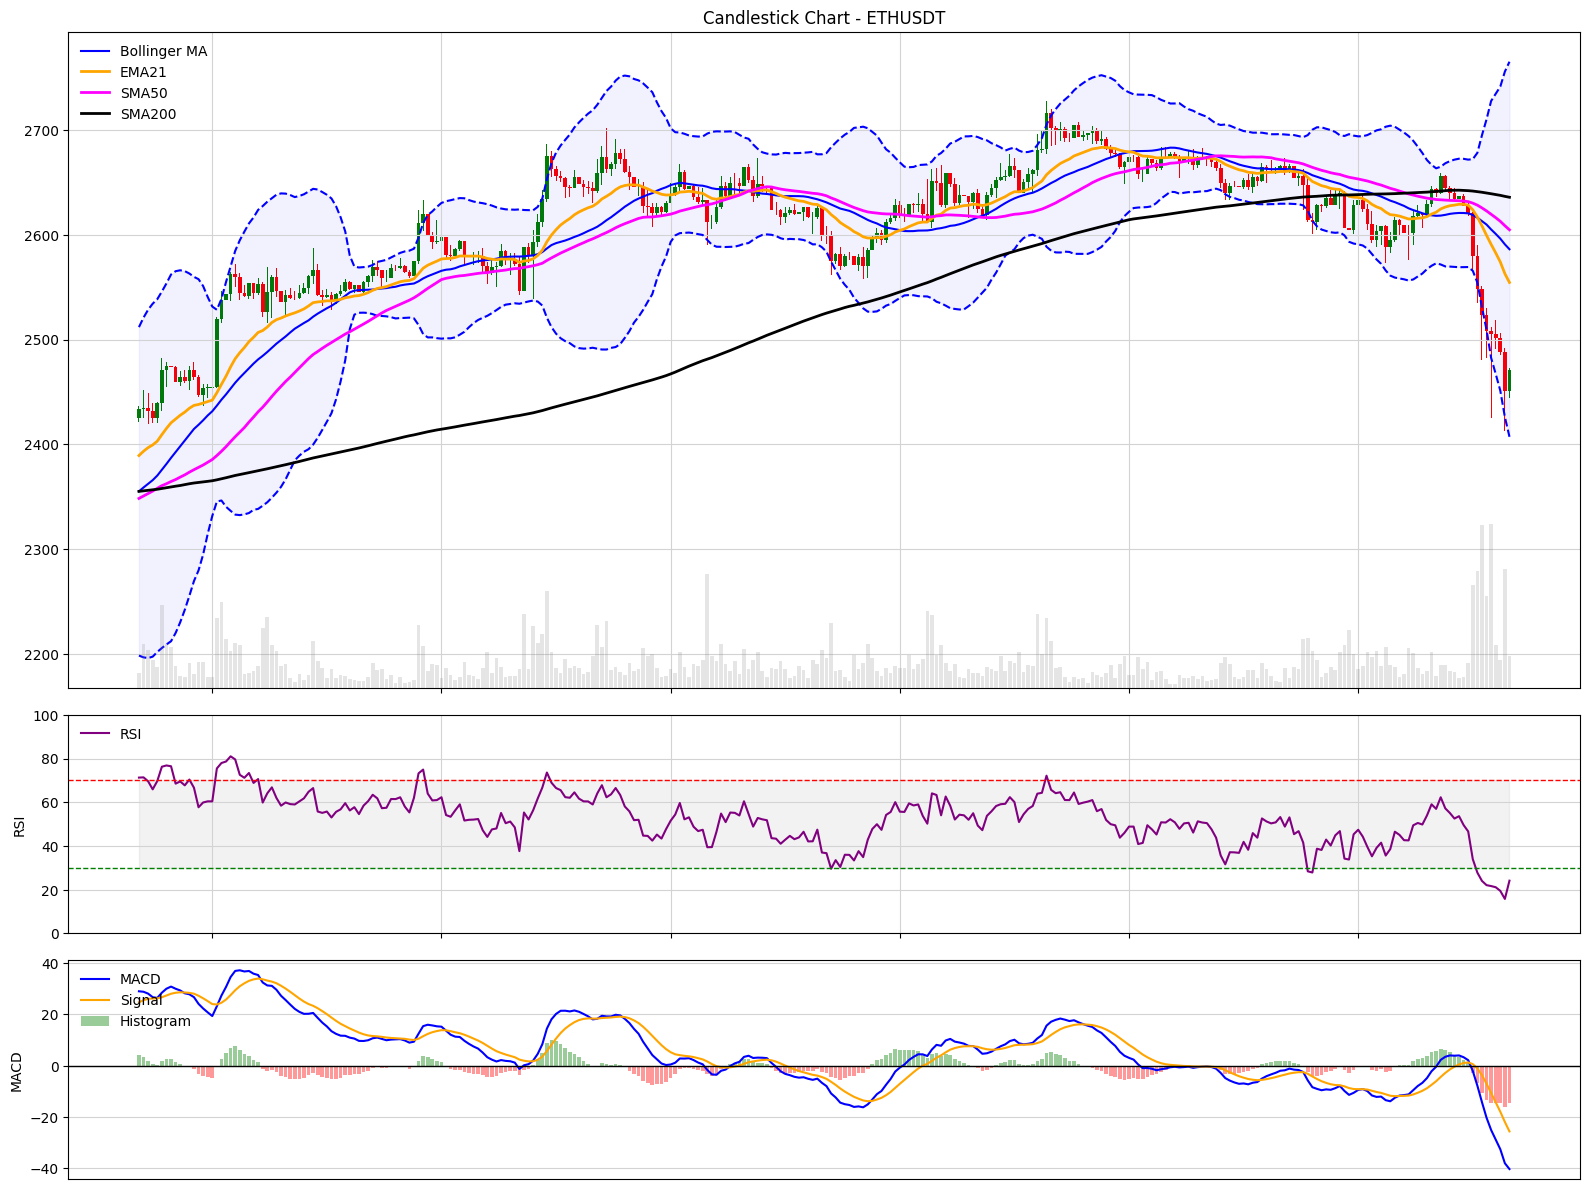 Candlestick Chart - ETHUSDT
Bollinger MA
EMA21
SMA50
SMA200
2700
2600
2500
2400
2300
2200
100
80
60
40
20
0
RSI
RSI
40
20
0
−20
−40
MACD
MACD
Signal
Histogram